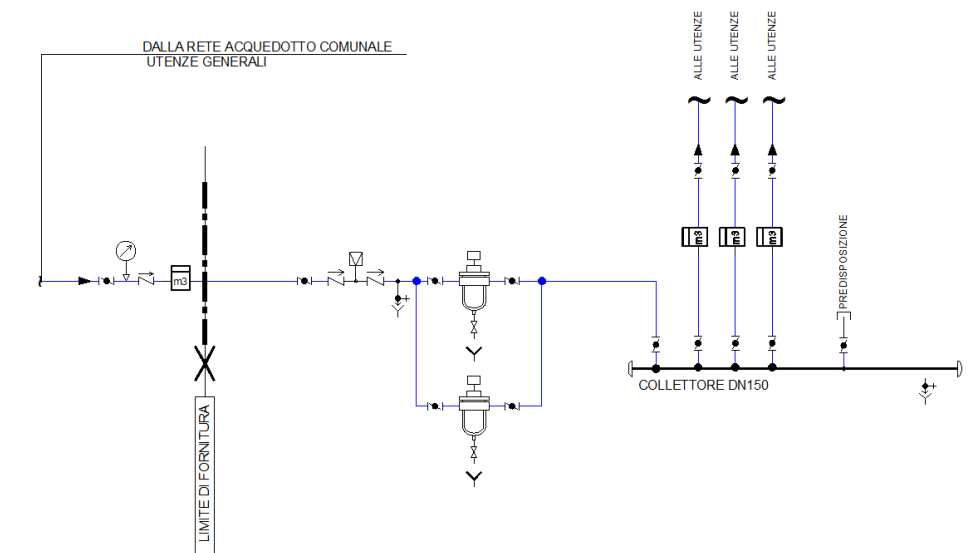 DALLA RETE ACQUEDOTTO COMUNALE
UTENZE GENERALI
ALLE UTENZE
ALLE UTENZE
ALLE UTENZE
m3
m3
m3
m3
PREDISPOSIZIONE
COLLETTORE DN150
LIMITE DI FORNITURA